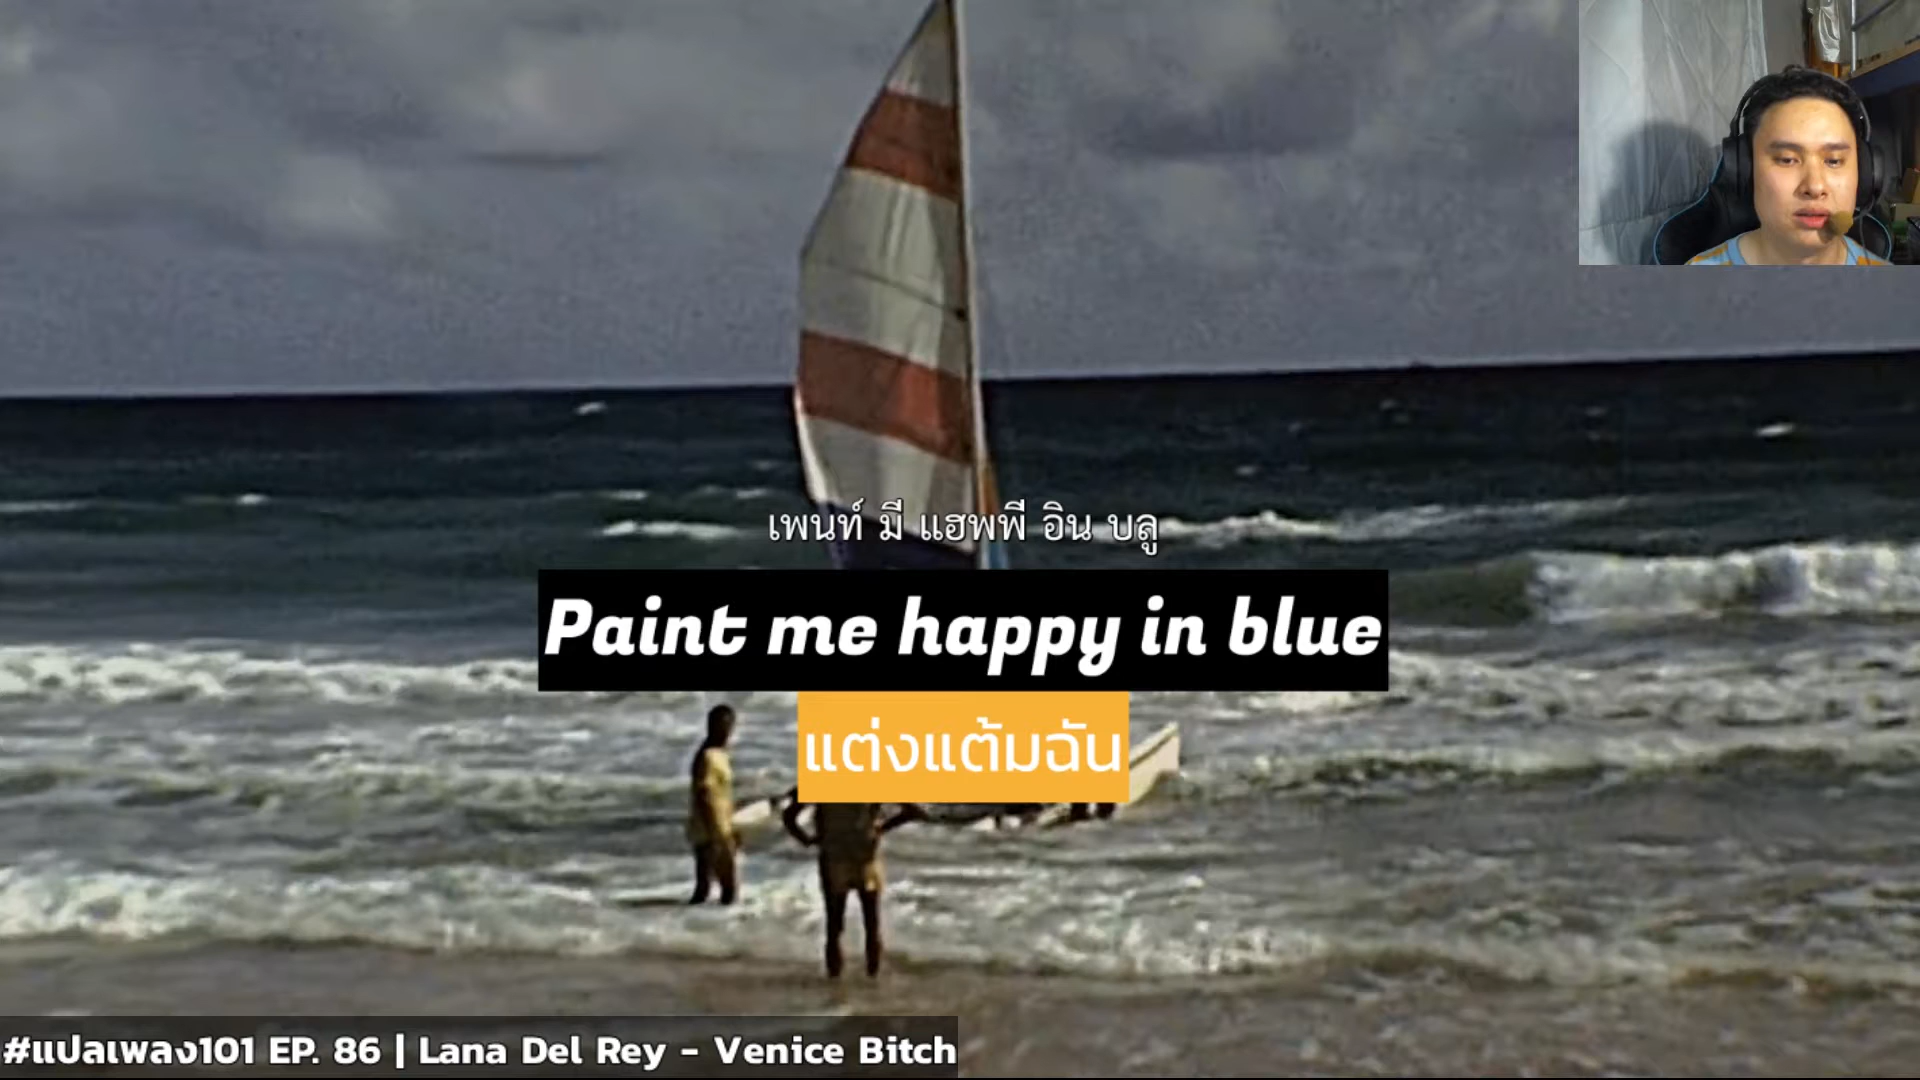 เพนท์ มี แฮพพี อิน บลู
Paint me happy in blue
แต่งแต้มฉัน
#แปลเพลง101 EP. 86 | Lana Del Rey - Venice Bitch